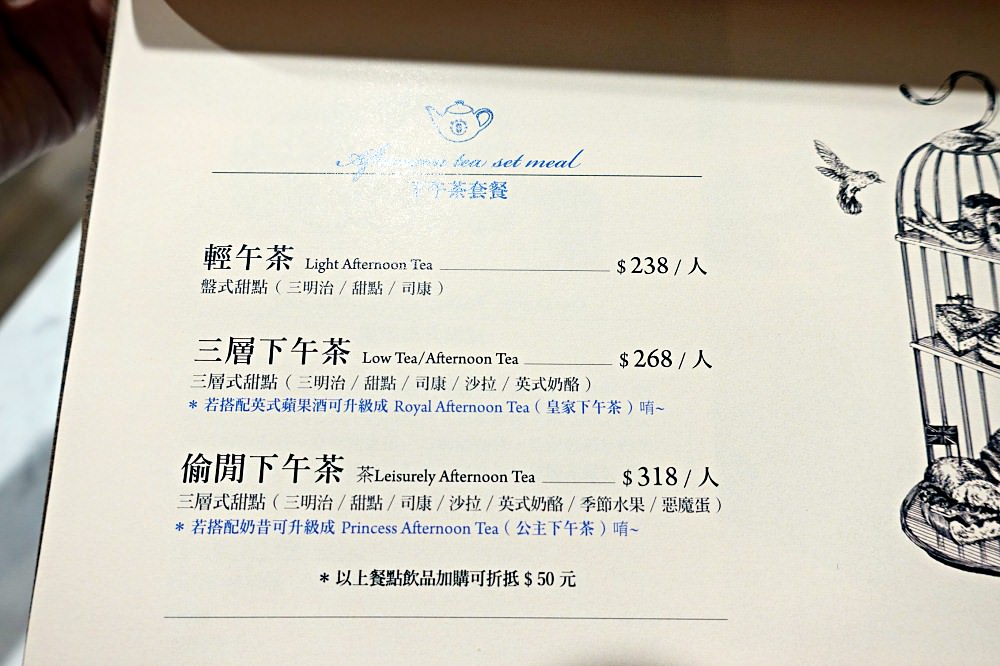 Afternoon tea set meal
下午茶套餐
輕午茶 Light Afternoon Tea $238 / 人
盤式甜點（三明治 / 甜點 / 司康）
三層下午茶 Low Tea/Afternoon Tea $268 / 人
三層式甜點（三明治 / 甜點 / 司康 / 沙拉 / 英式奶酪）
* 若搭配英式蘋果酒可升級成 Royal Afternoon Tea（皇家下午茶）唷~
偷閒下午茶 茶Leisurely Afternoon Tea $318 / 人
三層式甜點（三明治 / 甜點 / 司康 / 沙拉 / 英式奶酪 / 季節水果 / 惡魔蛋）
* 若搭配奶昔可升級成 Princess Afternoon Tea（公主下午茶）唷~
* 以上餐點飲品加購可折抵 $ 50 元